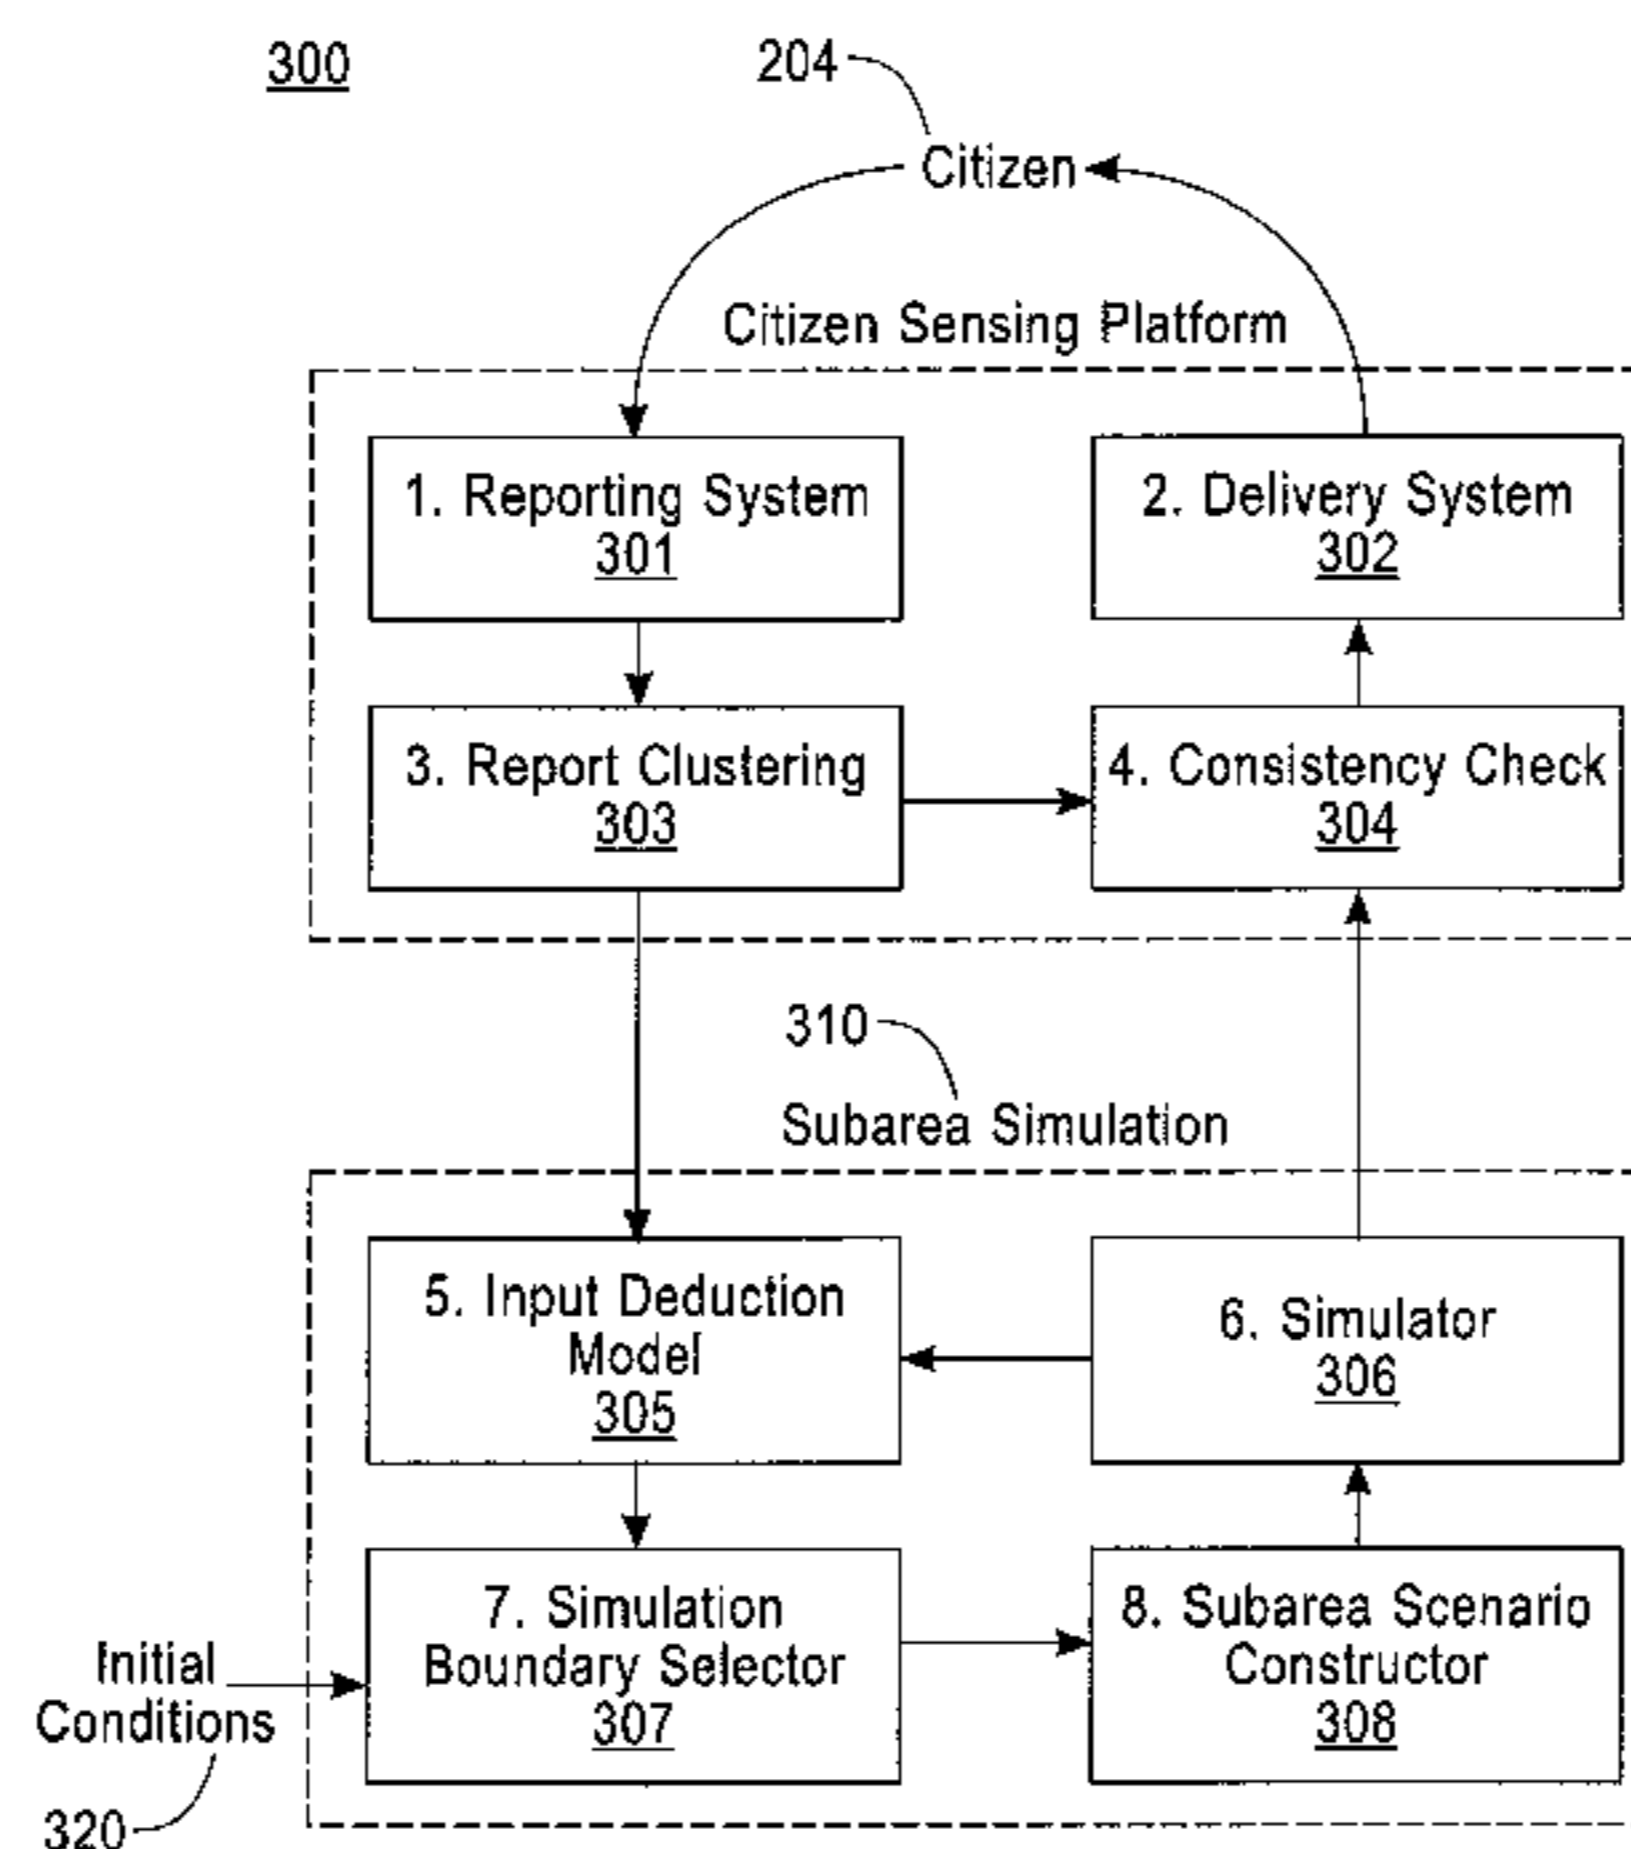 300
204
Citizen
Citizen Sensing Platform
1. Reporting System
301
2. Delivery System
302
3. Report Clustering
303
4. Consistency Check
304
310
Subarea Simulation
5. Input Deduction
Model
305
6. Simulator
306
7. Simulation
Boundary Selector
307
8. Subarea Scenario
Constructor
308
Initial
Conditions
320